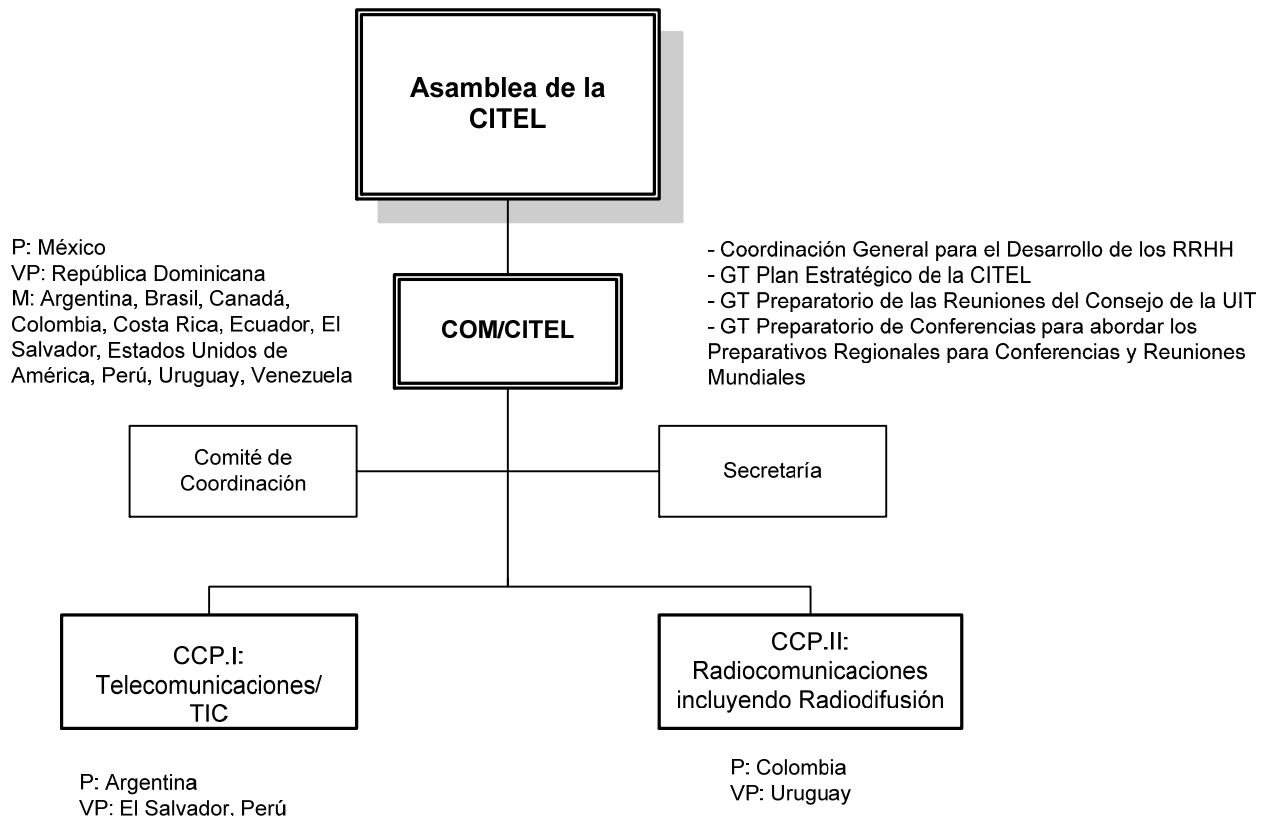 Asamblea de la
CITEL
P: México
VP: República Dominicana
M: Argentina, Brasil, Canadá,
Colombia, Costa Rica, Ecuador, El
Salvador, Estados Unidos de
América, Perú, Uruguay, Venezuela
COM/CITEL
- Coordinación General para el Desarrollo de los RRHH
- GT Plan Estratégico de la CITEL
- GT Preparatorio de las Reuniones del Consejo de la UIT
- GT Preparatorio de Conferencias para abordar los
Preparativos Regionales para Conferencias y Reuniones
Mundiales
Comité de
Coordinación
Secretaría
CCP.I:
Telecomunicaciones/
TIC
CCP.II:
Radiocomunicaciones
incluyendo Radiodifusión
P: Argentina
VP: El Salvador, Perú
P: Colombia
VP: Uruguay